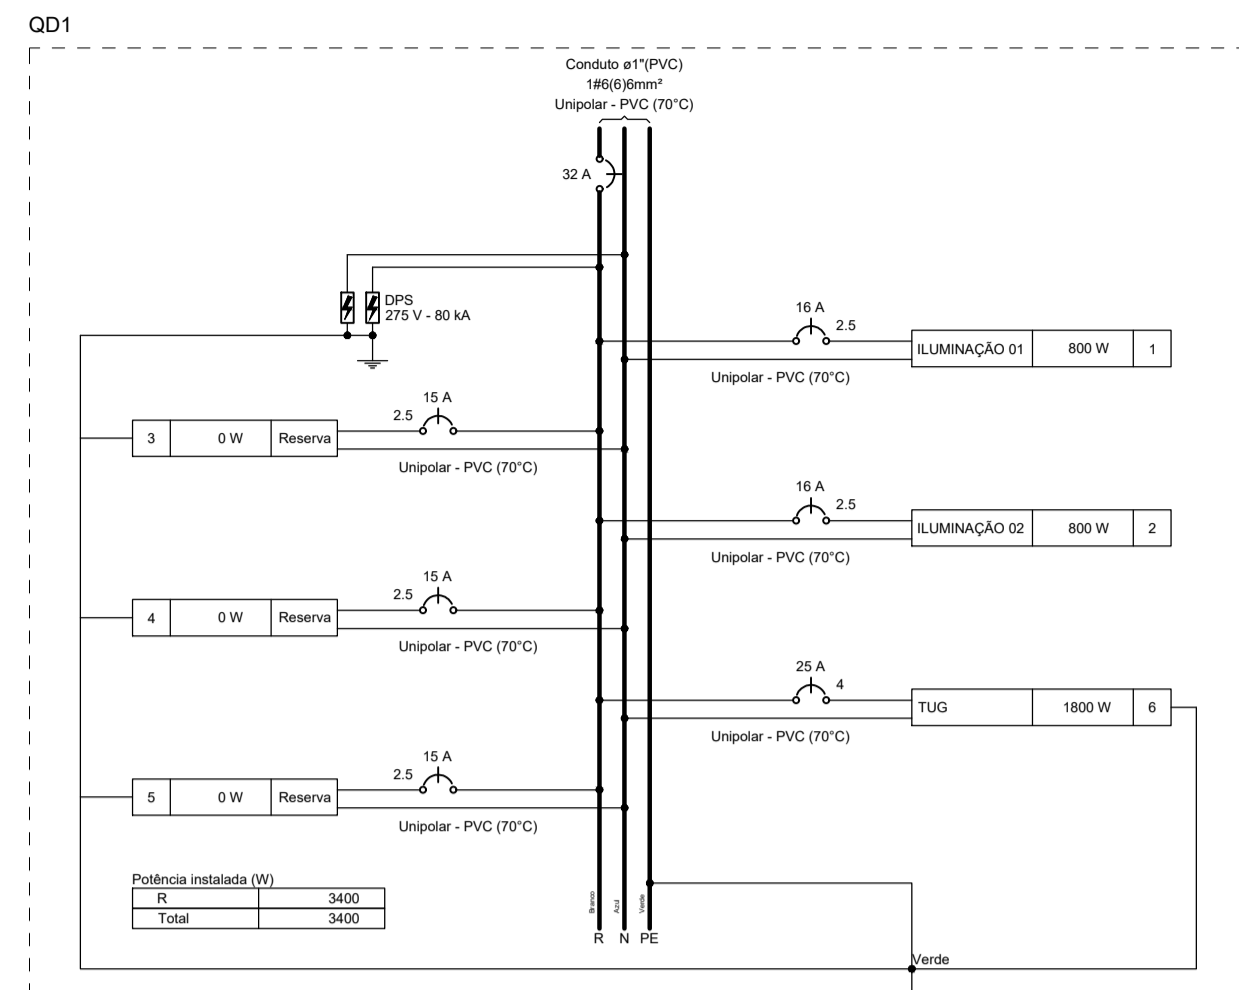 QD1
Conduto ø1"(PVC)
1#6(6)6mm²
Unipolar - PVC (70°C)
32 A
DPS
275 V - 80 kA
16 A
2.5
ILUMINAÇÃO 01 800 W 1
Unipolar - PVC (70°C)
15 A
2.5
3 0 W Reserva
Unipolar - PVC (70°C)
16 A
2.5
ILUMINAÇÃO 02 800 W 2
Unipolar - PVC (70°C)
15 A
2.5
4 0 W Reserva
Unipolar - PVC (70°C)
25 A
4
TUG 1800 W 6
Unipolar - PVC (70°C)
15 A
2.5
5 0 W Reserva
Unipolar - PVC (70°C)
Potência instalada (W)
R 3400
Total 3400
Branco
Azul
Verde
R N PE
Verde